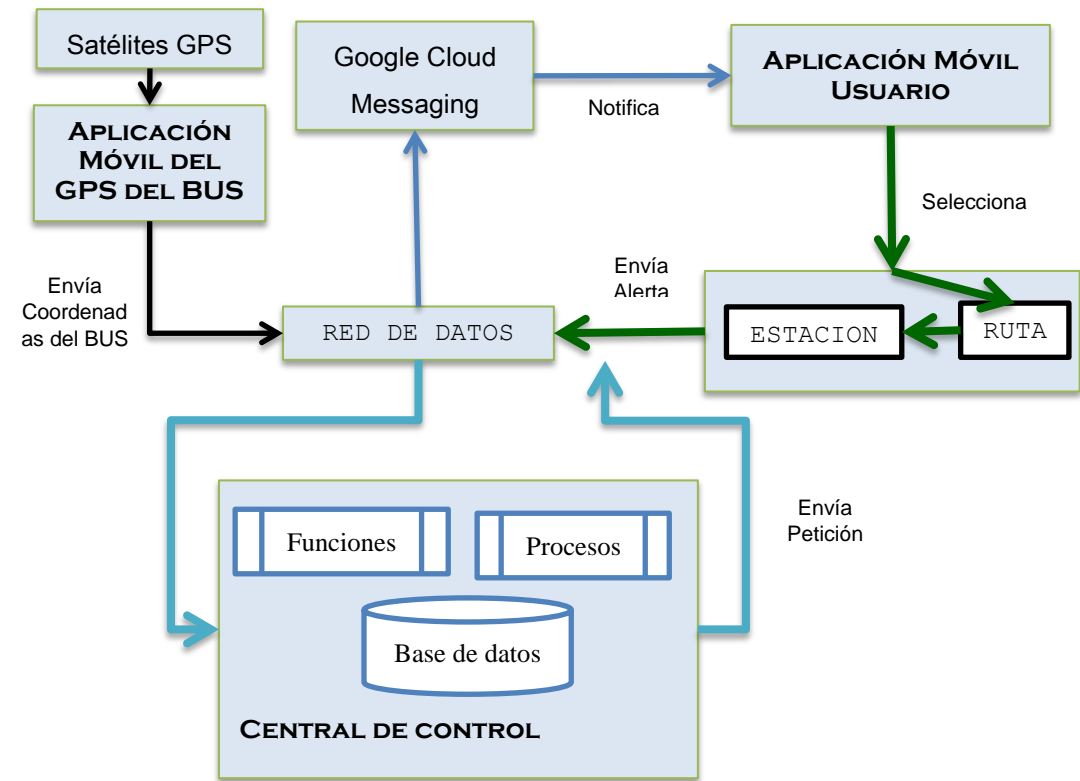 Satélites GPS
Google Cloud
Messaging
APLICACIÓN MÓVIL
USUARIO
Notifica
APLICACIÓN
MÓVIL DEL
GPS DEL BUS
Selecciona
Envía
Coordenad
as del BUS
Envía
Alerta
RED DE DATOS
ESTACION
RUTA
Envía
Petición
Funciones
Procesos
Base de datos
CENTRAL DE CONTROL